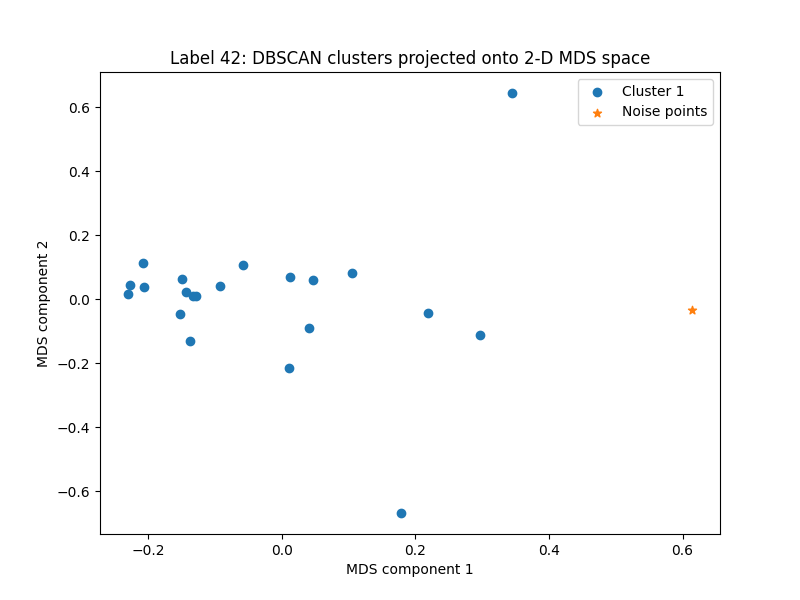 Label 42: DBSCAN clusters projected onto 2-D MDS space
Cluster 1
Noise points
0.6
0.4
0.2
0.0
−0.2
−0.4
−0.6
MDS component 2
−0.2
0.0
0.2
0.4
0.6
MDS component 1